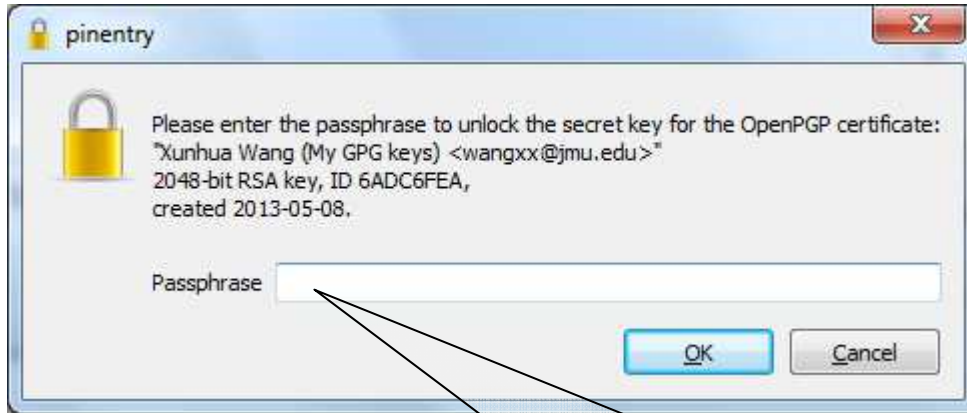 pinentry
Please enter the passphrase to unlock the secret key for the OpenPGP certificate:
"Xunhua Wang (My GPG keys) <wangxx@jmu.edu>"
2048-bit RSA key, ID 6ADC6FEA,
created 2013-05-08.
Passphrase
OK
Cancel